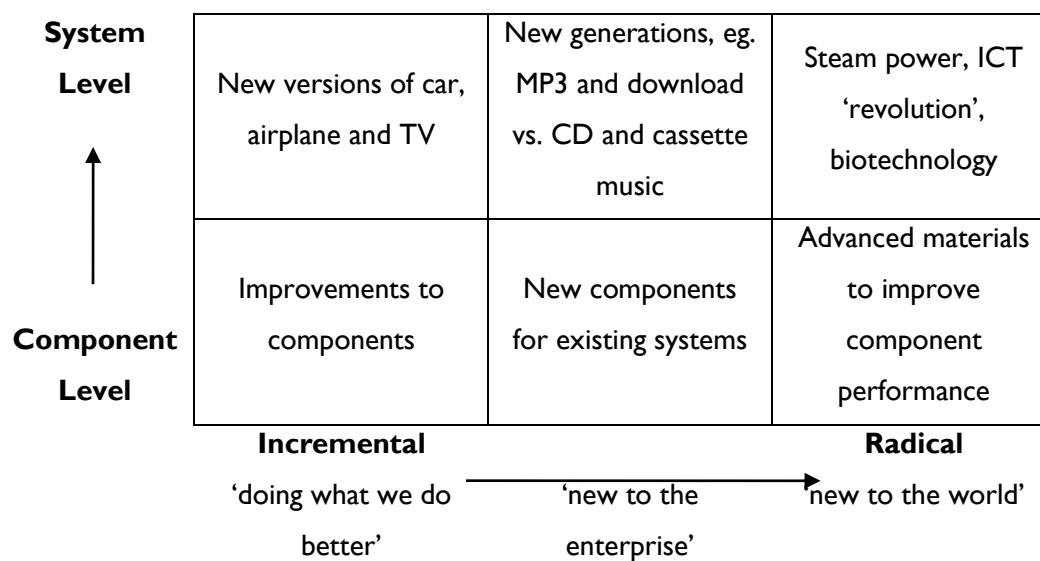 System
Level
New versions of car,
airplane and TV
New generations, eg.
MP3 and download
vs. CD and cassette
music
Steam power, ICT
‘revolution’,
biotechnology
Component
Level
Improvements to
components
New components
for existing systems
Advanced materials
to improve
component
performance
Incremental
Radical
‘doing what we do
better’
‘new to the
enterprise’
‘new to the world’